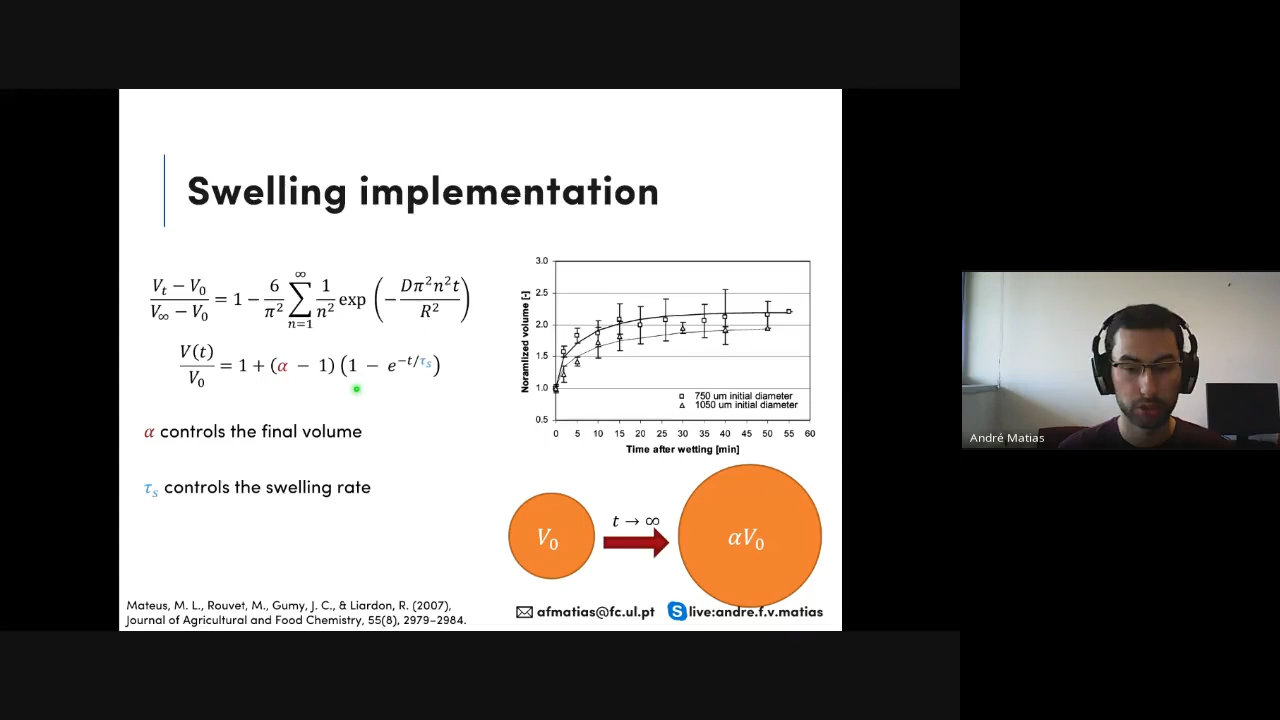 Swelling implementation
(V_t − V_0)/(V_∞ − V_0) = 1 − 6/π² ∑_{n=1}^{∞} 1/n² exp (− Dπ²n²t/R²)
V(t)/V_0 = 1 + (α − 1) (1 − e^{−t/τ_s})
α controls the final volume
τ_s controls the swelling rate
Noramlized volume [-]
3.0
2.5
2.0
1.5
1.0
0.5
750 um initial diameter
1050 um initial diameter
0 5 10 15 20 25 30 35 40 45 50 55 60
Time after wetting [min]
V_0
t → ∞
αV_0
Mateus, M. L., Rouvet, M., Gumy, J. C., & Liardon, R. (2007),
Journal of Agricultural and Food Chemistry, 55(8), 2979–2984.
afmatias@fc.ul.pt
live:andre.f.v.matias
André Matias